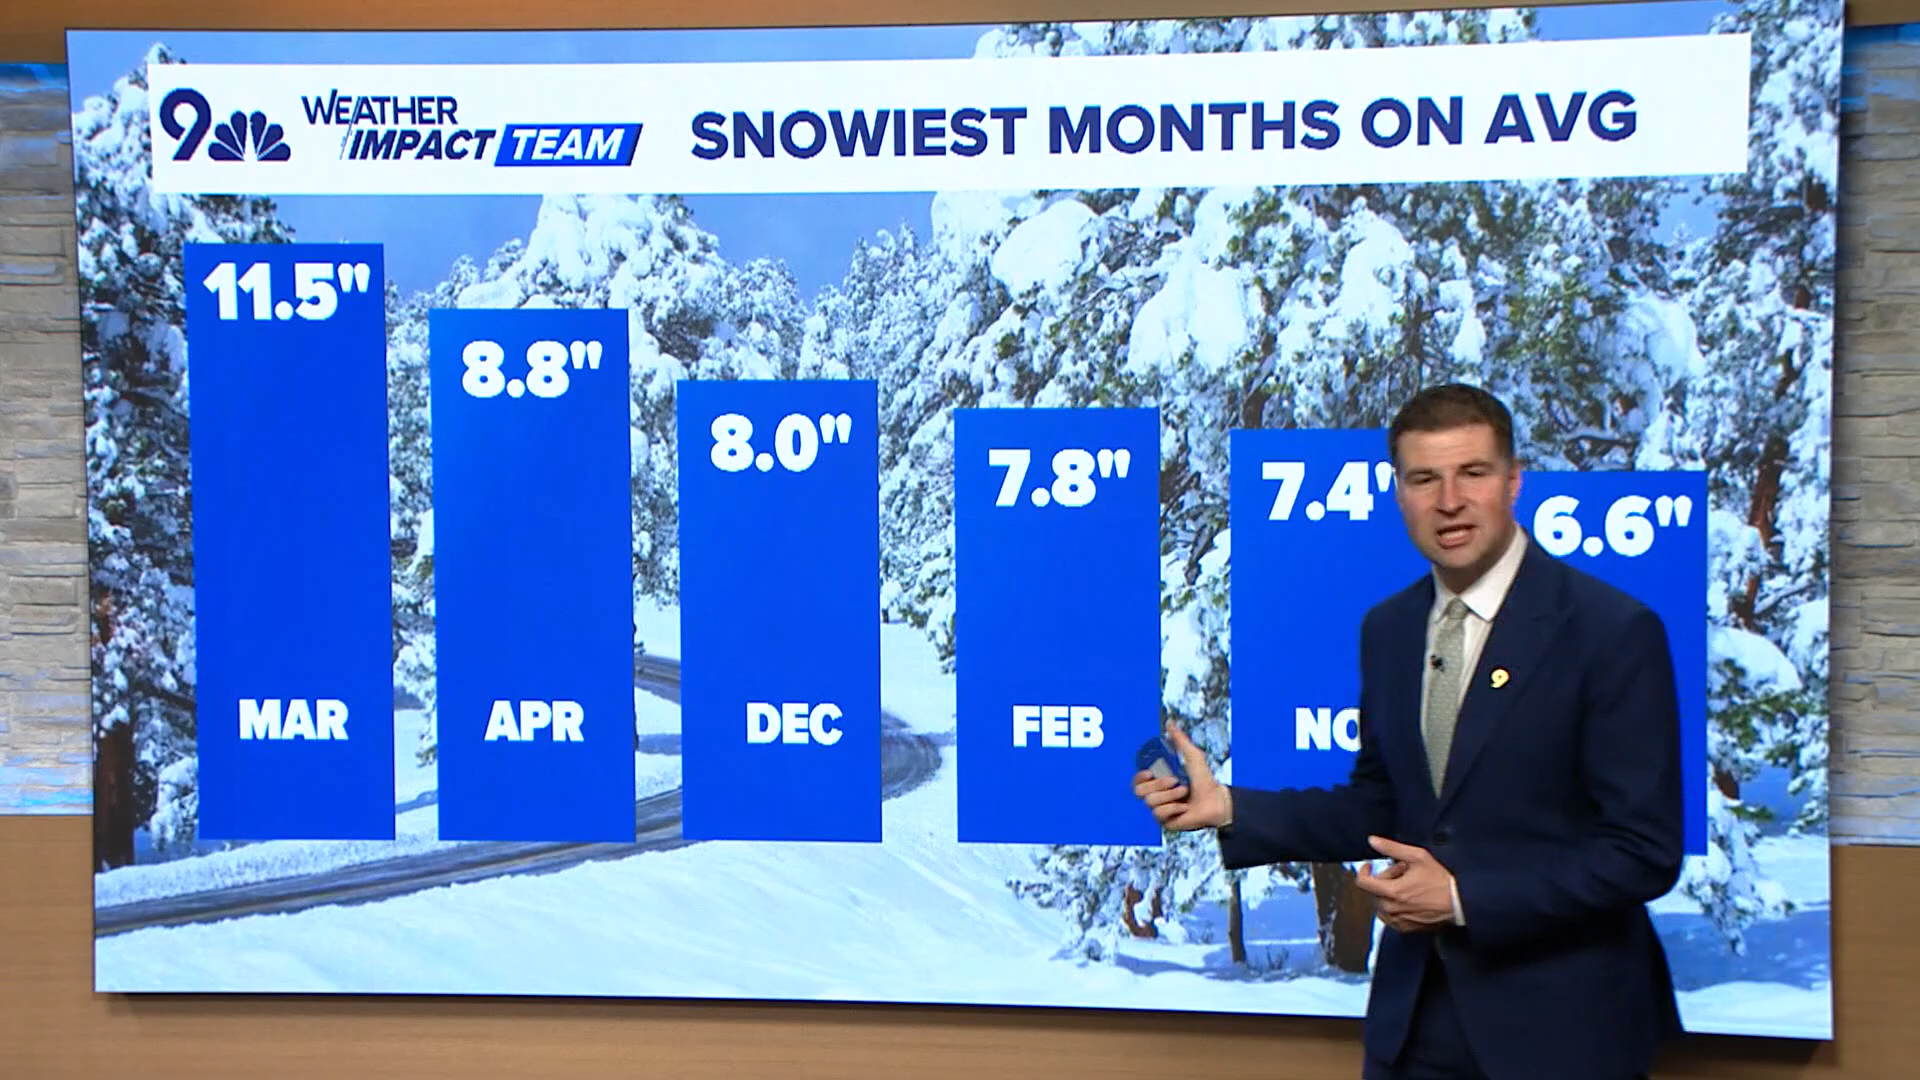 9 WEATHER IMPACT TEAM
SNOWIEST MONTHS ON AVG
11.5"
8.8"
8.0"
7.8"
7.4"
6.6"
MAR
APR
DEC
FEB
NO
9